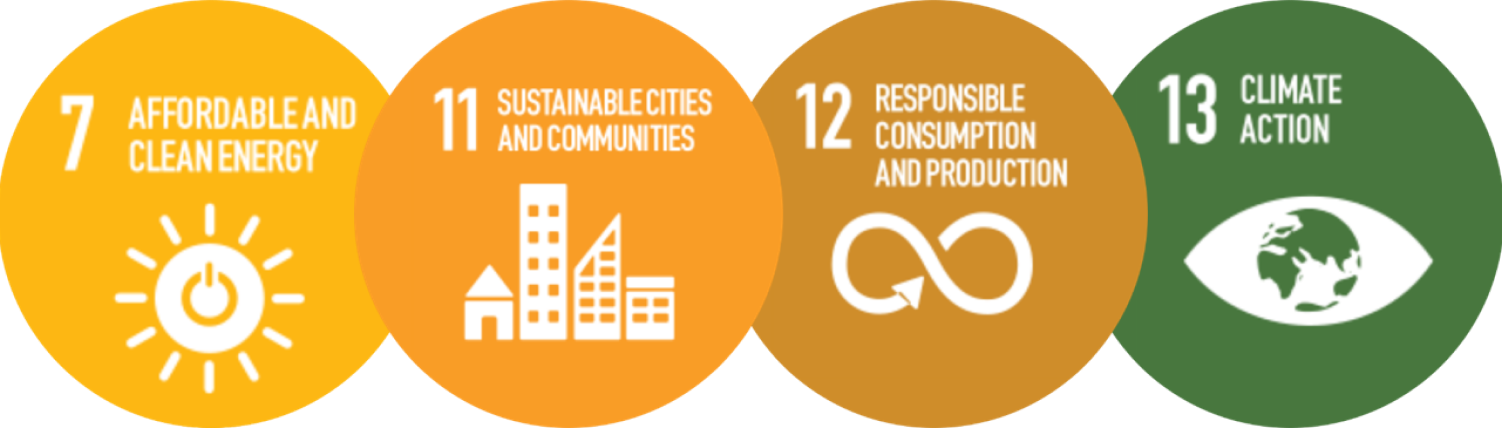 7
AFFORDABLE AND
CLEAN ENERGY
11
SUSTAINABLE CITIES
AND COMMUNITIES
12
RESPONSIBLE
CONSUMPTION
AND PRODUCTION
13
CLIMATE
ACTION